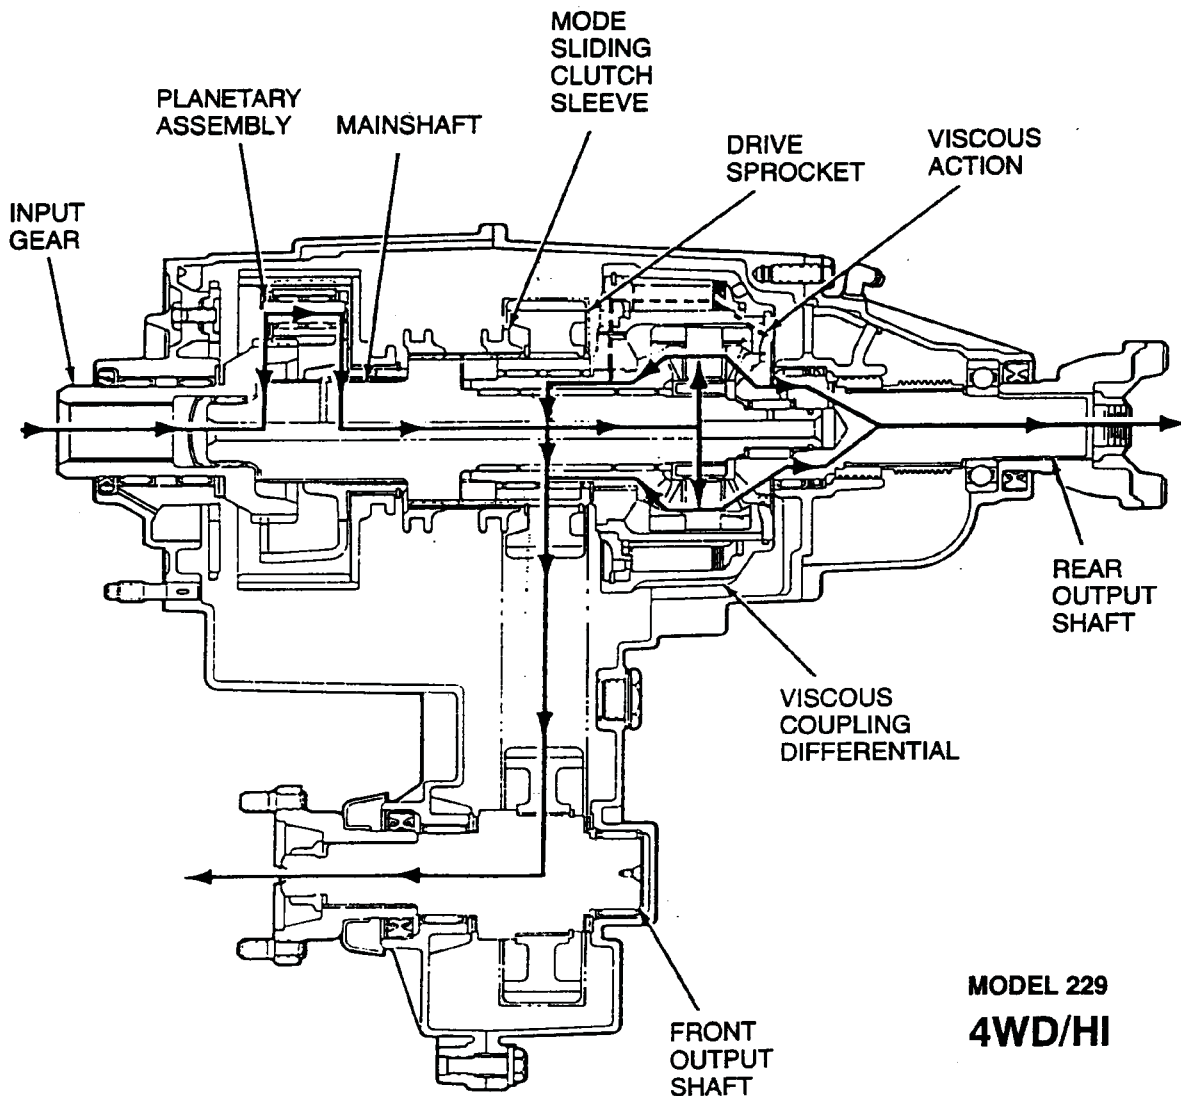 MODE
SLIDING
CLUTCH
SLEEVE
PLANETARY
ASSEMBLY
MAINSHAFT
DRIVE
SPROCKET
VISCOUS
ACTION
INPUT
GEAR
REAR
OUTPUT
SHAFT
VISCOUS
COUPLING
DIFFERENTIAL
FRONT
OUTPUT
SHAFT
MODEL 229
4WD/HI